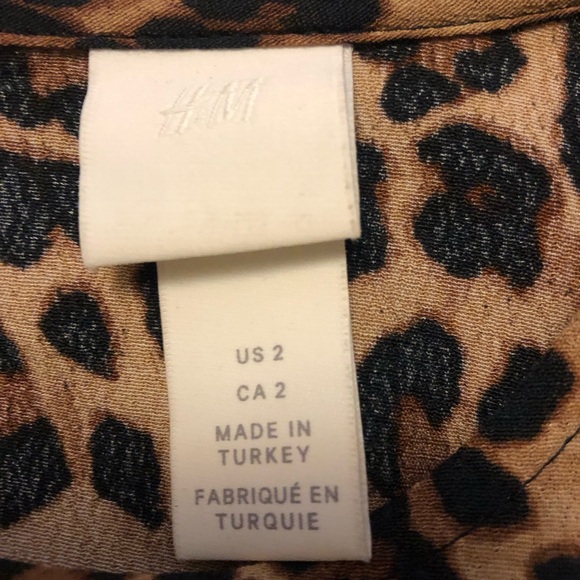 H&M
US 2
CA 2
MADE IN
TURKEY
FABRIQUÉ EN
TURQUIE